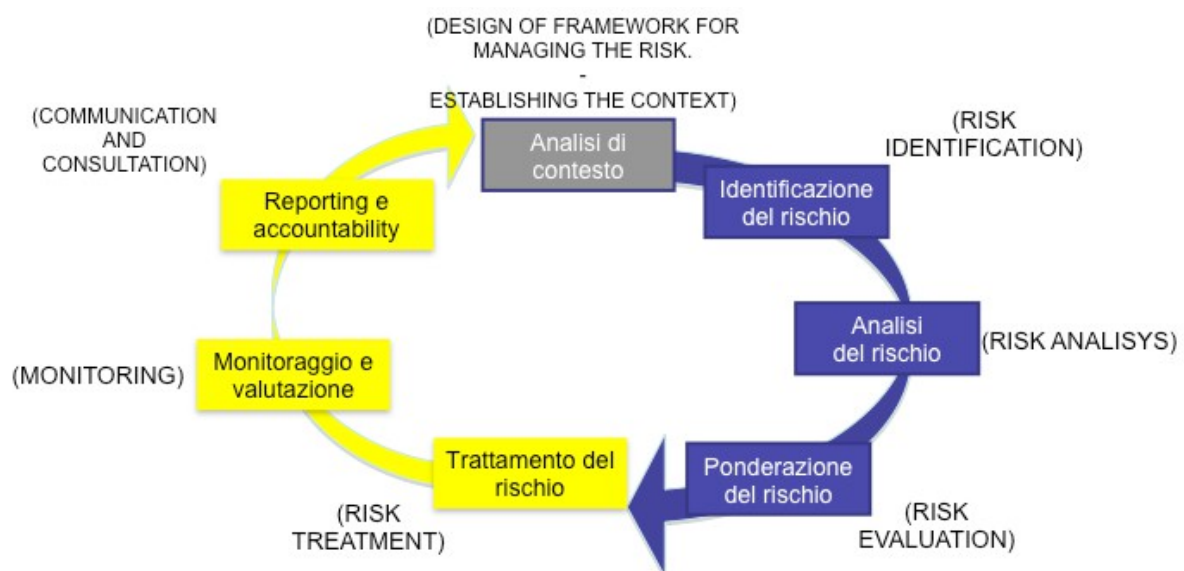 (DESIGN OF FRAMEWORK FOR
MANAGING THE RISK.
-
ESTABLISHING THE CONTEXT)
Analisi di
contesto
(RISK
IDENTIFICATION)
Identificazione
del rischio
Analisi
del rischio
(RISK ANALISYS)
Ponderazione
del rischio
(RISK
EVALUATION)
Trattamento del
rischio
(RISK
TREATMENT)
Monitoraggio e
valutazione
(MONITORING)
Reporting e
accountability
(COMMUNICATION
AND
CONSULTATION)